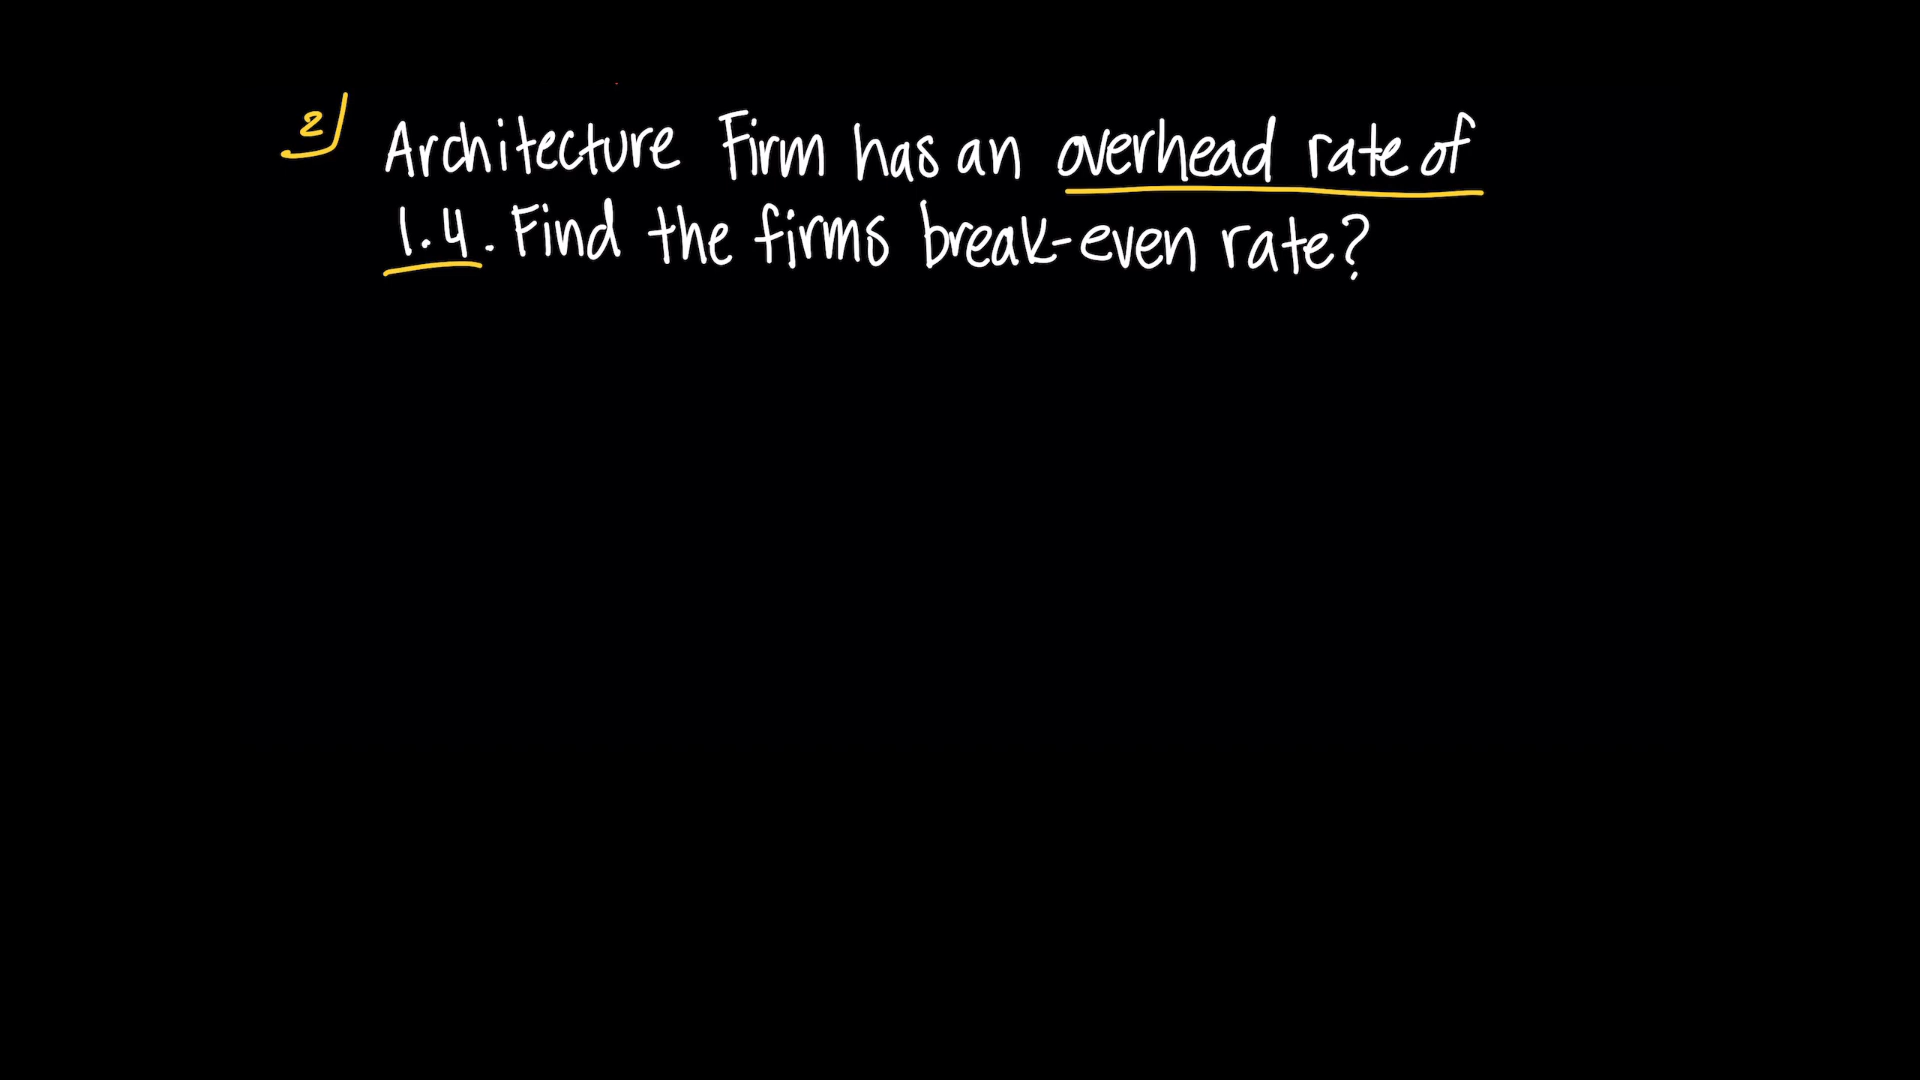 2) Architecture Firm has an overhead rate of
1.4. Find the firms break-even rate?